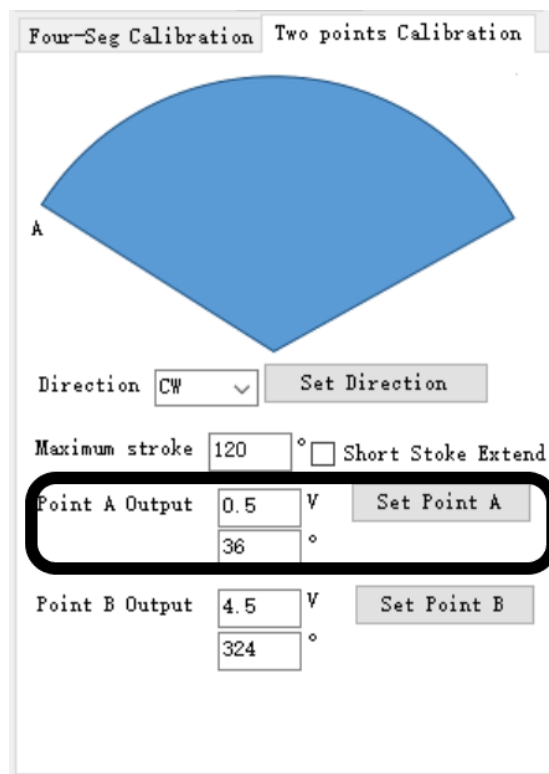 Four-Seg Calibration Two points Calibration
A
Direction CW Set Direction
Maximum stroke 120 ° Short Stoke Extend
Point A Output 0.5 V Set Point A
36 °
Point B Output 4.5 V Set Point B
324 °